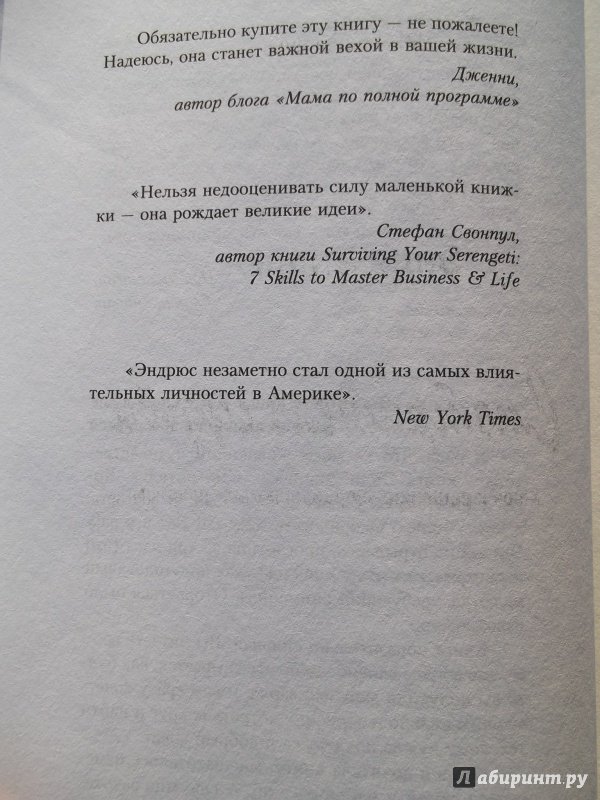 Обязательно купите эту книгу — не пожалеете!
Надеюсь, она станет важной вехой в вашей жизни.
Дженни,
автор блога «Мама по полной программе»
«Нельзя недооценивать силу маленькой книж-
ки — она рождает великие идеи».
Стефан Свонпул,
автор книги Surviving Your Serengeti:
7 Skills to Master Business & Life
«Эндрюс незаметно стал одной из самых влия-
тельных личностей в Америке».
New York Times
Лабиринт.ру